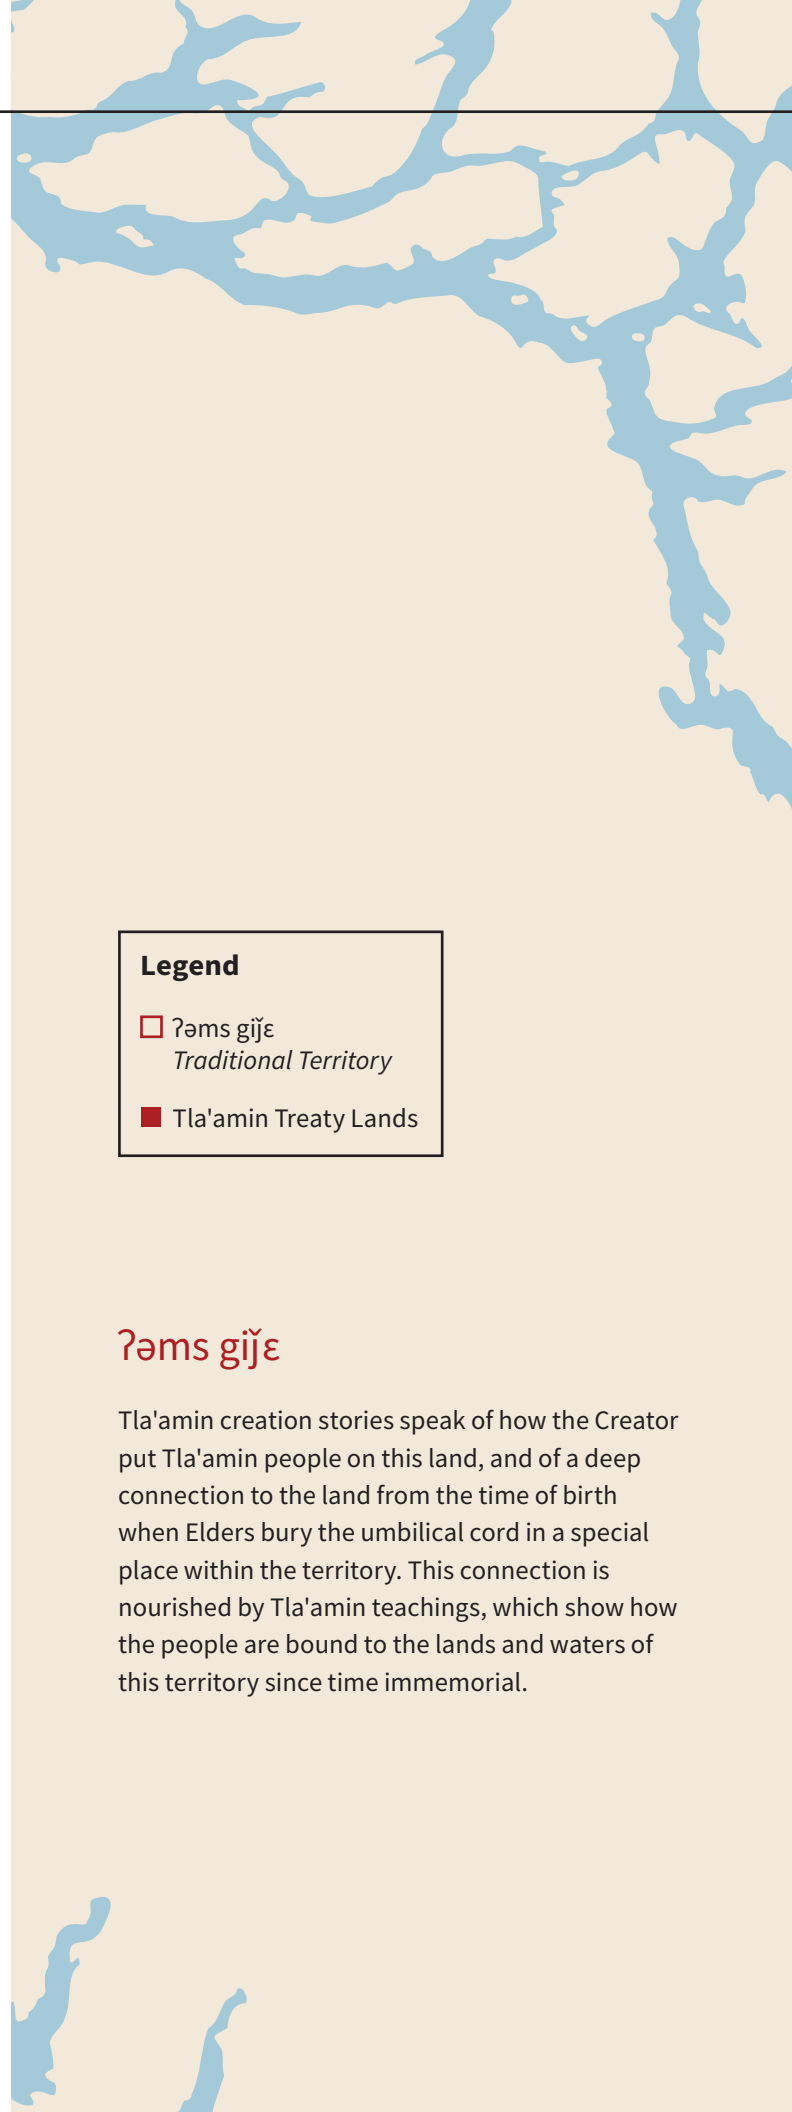 Legend
ʔəms giǰɛ
Traditional Territory
Tla'amin Treaty Lands
ʔəms giǰɛ
Tla'amin creation stories speak of how the Creator
put Tla'amin people on this land, and of a deep
connection to the land from the time of birth
when Elders bury the umbilical cord in a special
place within the territory. This connection is
nourished by Tla'amin teachings, which show how
the people are bound to the lands and waters of
this territory since time immemorial.